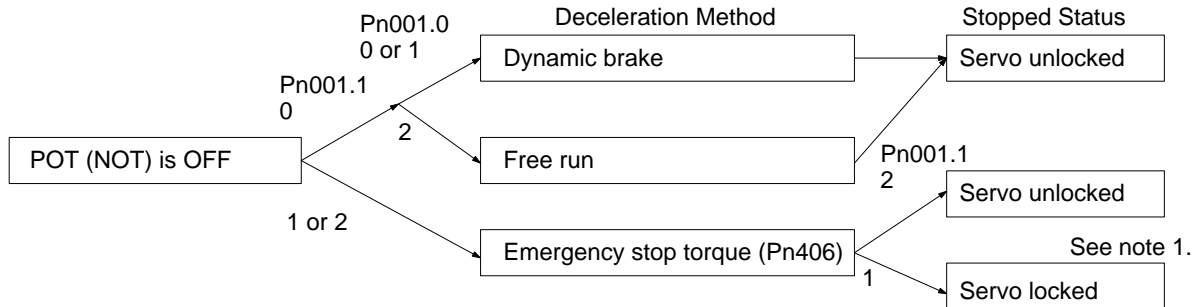 Deceleration Method
Stopped Status
Pn001.0
0 or 1
Dynamic brake
Servo unlocked
Pn001.1
0
2
POT (NOT) is OFF
Free run
Pn001.1
2
Servo unlocked
1 or 2
Emergency stop torque (Pn406)
See note 1.
1
Servo locked